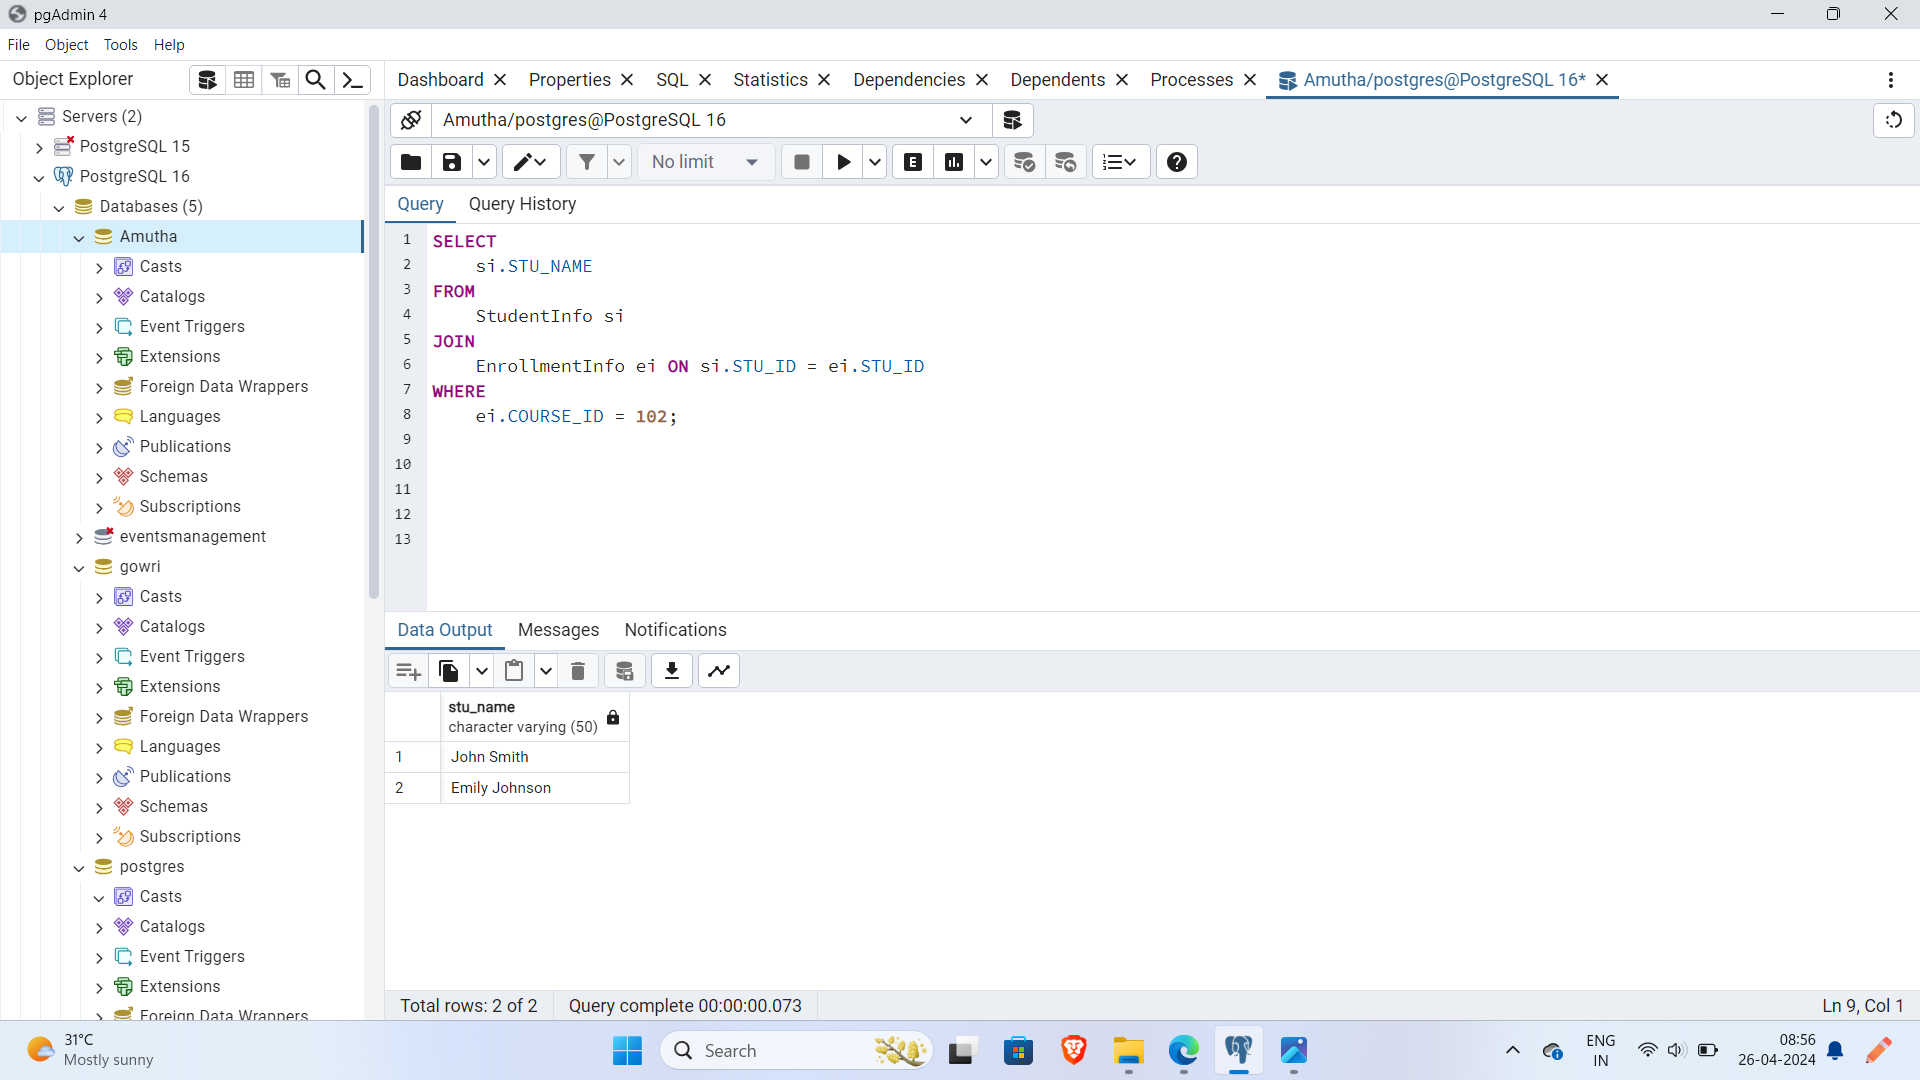 pgAdmin 4
File Object Tools Help
Object Explorer
Dashboard Properties SQL Statistics Dependencies Dependents Processes Amutha/postgres@PostgreSQL 16*
Servers (2)
PostgreSQL 15
PostgreSQL 16
Databases (5)
Amutha
Casts
Catalogs
Event Triggers
Extensions
Foreign Data Wrappers
Languages
Publications
Schemas
Subscriptions
eventsmanagement
gowri
Casts
Catalogs
Event Triggers
Extensions
Foreign Data Wrappers
Languages
Publications
Schemas
Subscriptions
postgres
Casts
Catalogs
Event Triggers
Extensions
Foreign Data Wrappers
Amutha/postgres@PostgreSQL 16
No limit
E
Query Query History
1 SELECT
2 si.STU_NAME
3 FROM
4 StudentInfo si
5 JOIN
6 EnrollmentInfo ei ON si.STU_ID = ei.STU_ID
7 WHERE
8 ei.COURSE_ID = 102;
9
10
11
12
13
Data Output Messages Notifications
stu_name
character varying (50)
1 John Smith
2 Emily Johnson
Total rows: 2 of 2 Query complete 00:00:00.073 Ln 9, Col 1
31°C
Mostly sunny
Search
ENG
IN
08:56
26-04-2024